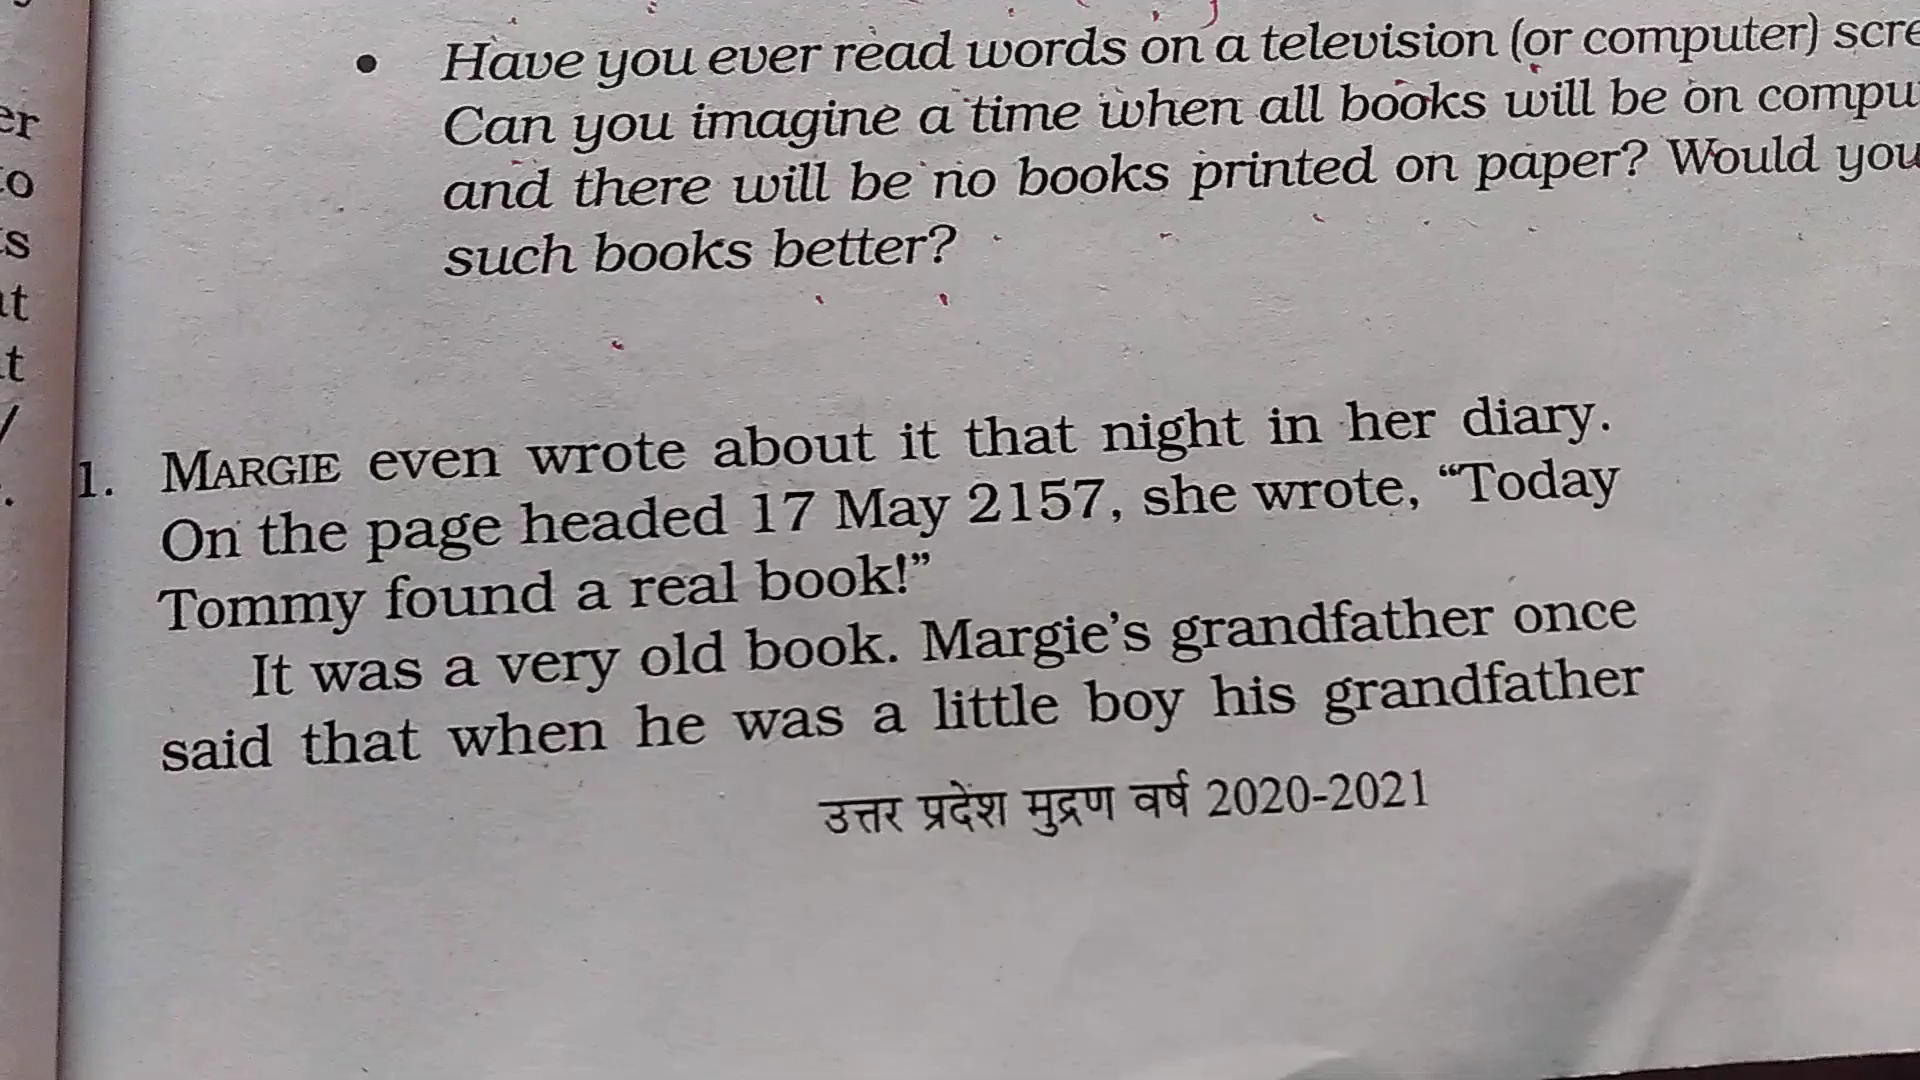 • Have you ever read words on a television (or computer)
Can you imagine a time when all books will be on
and there will be no books printed on paper? Would you
such books better?
1. MARGIE even wrote about it that night in her diary.
On the page headed 17 May 2157, she wrote, “Today
Tommy found a real book!”
It was a very old book. Margie’s grandfather once
said that when he was a little boy his grandfather
उत्तर प्रदेश मुद्रण वर्ष 2020-2021